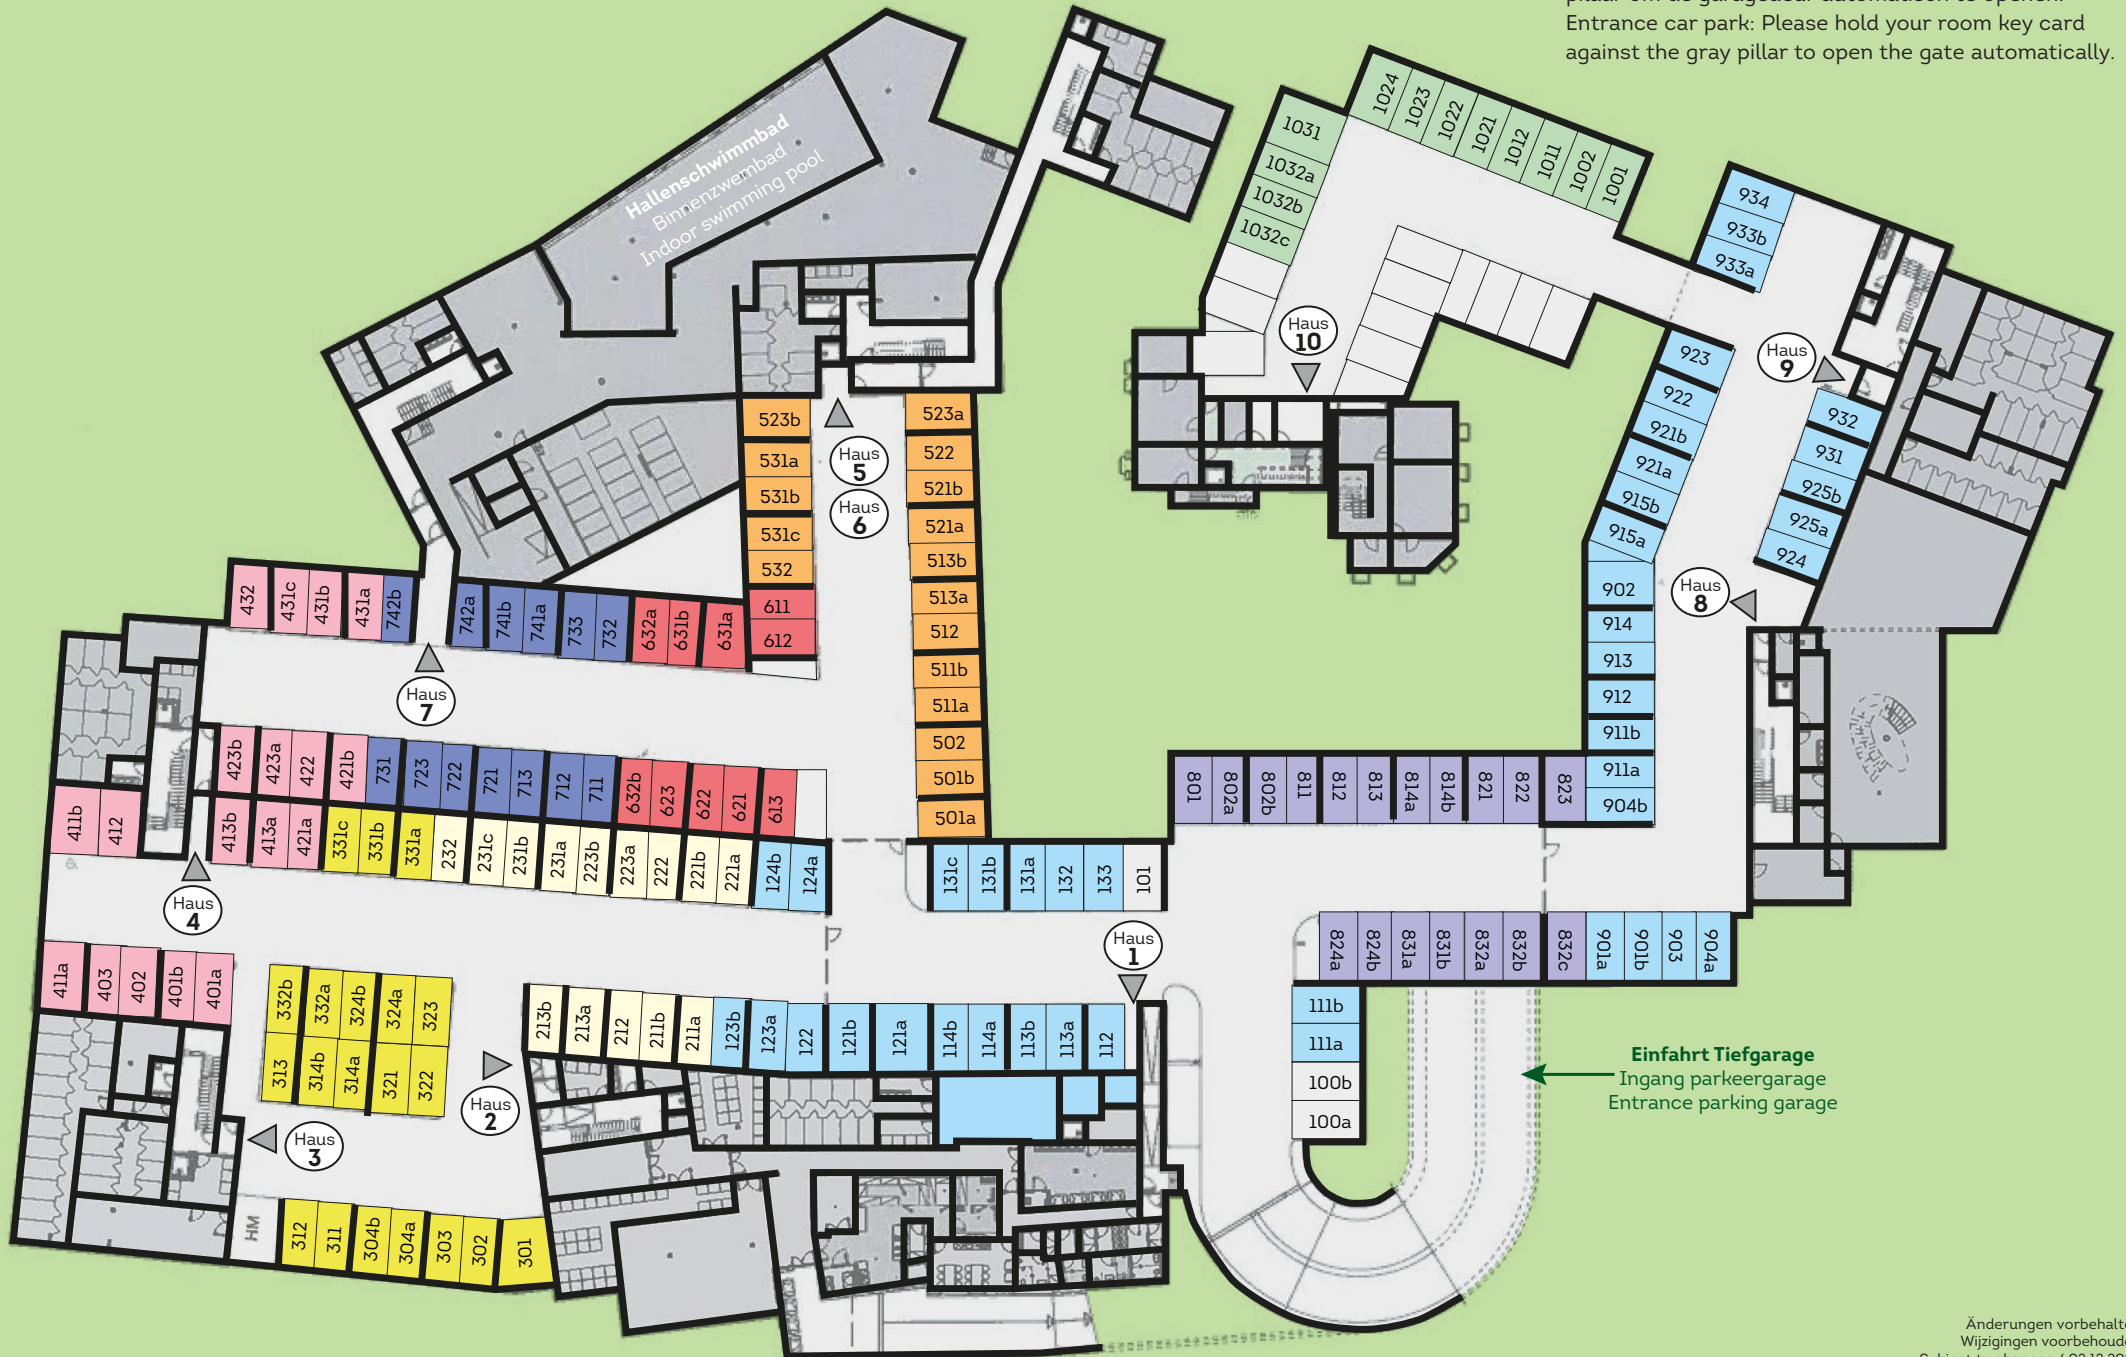 Entrance car park: Please hold your room key card
against the gray pillar to open the gate automatically.
Hallenschwimmbad
Binnenzwembad
Indoor swimming pool
1024
1023
1022
1021
1012
1011
1002
1001
1031
1032a
1032b
1032c
934
933b
933a
Haus
10
Haus
9
923
922
921b
921a
915b
915a
932
931
925b
925a
924
Haus
8
902
914
913
912
911b
911a
904b
523b
531a
531b
531c
532
611
612
Haus
5
Haus
6
523a
522
521b
521a
513b
513a
512
511b
511a
502
501b
501a
432
431c
431b
431a
742b
742a
741b
741a
733
732
632a
631b
631a
Haus
7
423b
423a
422
421b
731
723
722
721
713
712
711
632b
623
622
621
613
801
802a
802b
811
812
813
814a
814b
821
822
823
411b
412
413b
413a
421a
331c
331b
331a
232
231c
231b
231a
223b
223a
222
221b
221a
124b
124a
131c
131b
131a
132
133
101
Haus
4
Haus
1
824a
824b
831a
831b
832a
832b
832c
901a
901b
903
904a
411a
403
402
401b
401a
332b
332a
324b
324a
323
313
314b
314a
321
322
213b
213a
212
211b
211a
123b
123a
122
121b
121a
114b
114a
113b
113a
112
111b
111a
100b
100a
Haus
2
Haus
3
Einfahrt Tiefgarage
Ingang parkeergarage
Entrance parking garage
HM
312
311
304b
304a
303
302
301
Änderungen vorbehalte
Wijzigingen voorbehoude